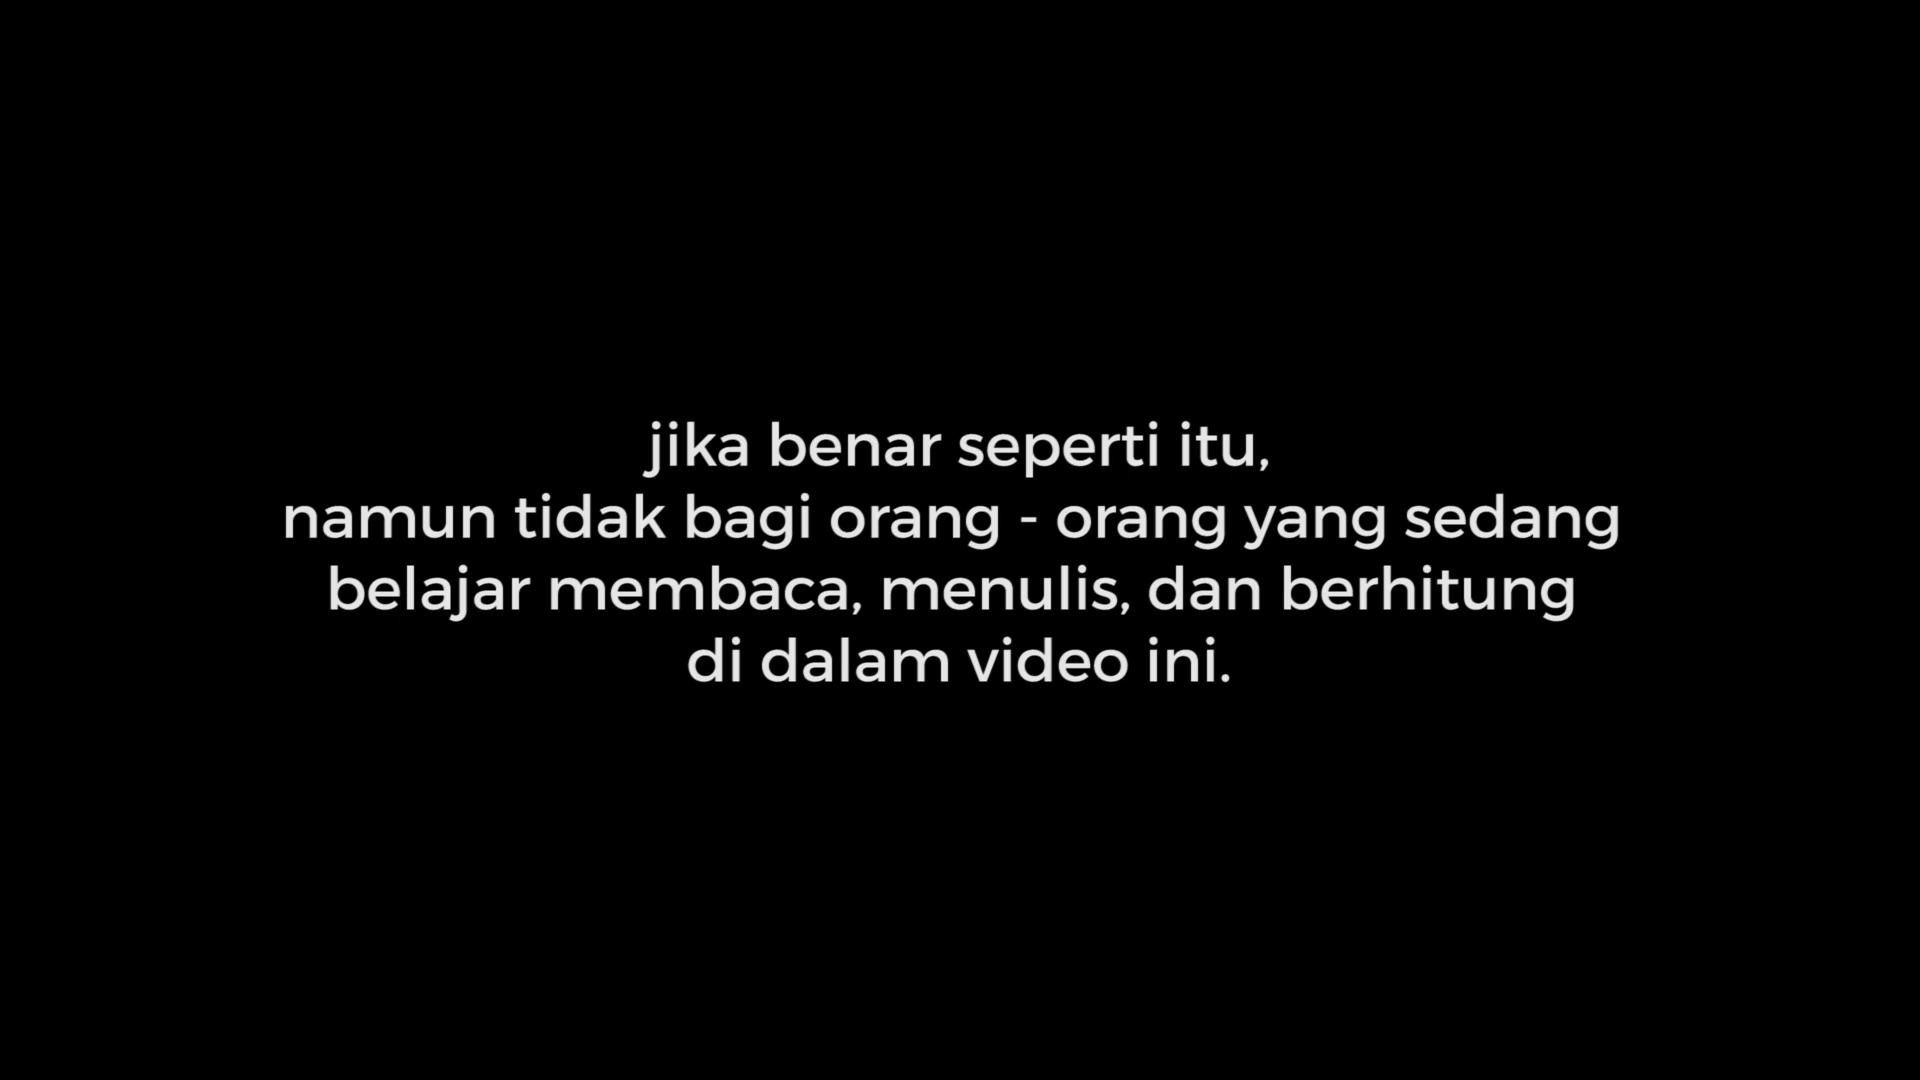 jika benar seperti itu,
namun tidak bagi orang - orang yang sedang
belajar membaca, menulis, dan berhitung
di dalam video ini.